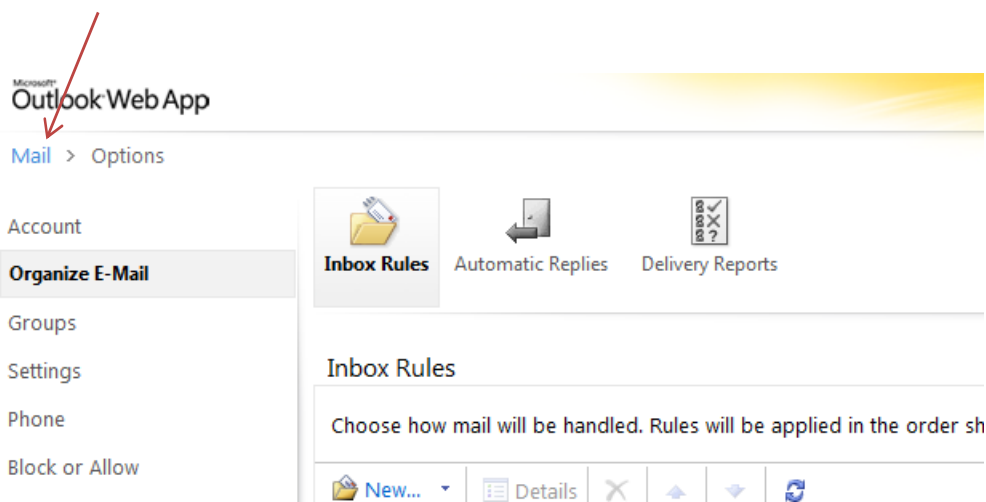 Microsoft®
Outlook Web App
Mail > Options
Account
Organize E-Mail
Groups
Settings
Phone
Block or Allow
Inbox Rules
Automatic Replies
Delivery Reports
Inbox Rules
Choose how mail will be handled. Rules will be applied in the order sh
New...
Details